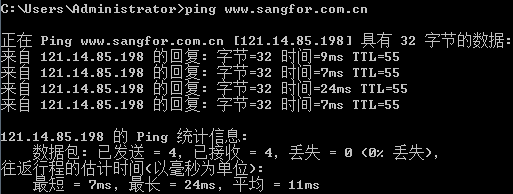 C:\Users\Administrator>ping www.sangfor.com.cn
正在 Ping www.sangfor.com.cn [121.14.85.198] 具有 32 字节的数据:
来自 121.14.85.198 的回复: 字节=32 时间=9ms TTL=55
来自 121.14.85.198 的回复: 字节=32 时间=7ms TTL=55
来自 121.14.85.198 的回复: 字节=32 时间=24ms TTL=55
来自 121.14.85.198 的回复: 字节=32 时间=7ms TTL=55
121.14.85.198 的 Ping 统计信息:
数据包: 已发送 = 4, 已接收 = 4, 丢失 = 0 (0% 丢失),
往返行程的估计时间(以毫秒为单位):
最短 = 7ms, 最长 = 24ms, 平均 = 11ms